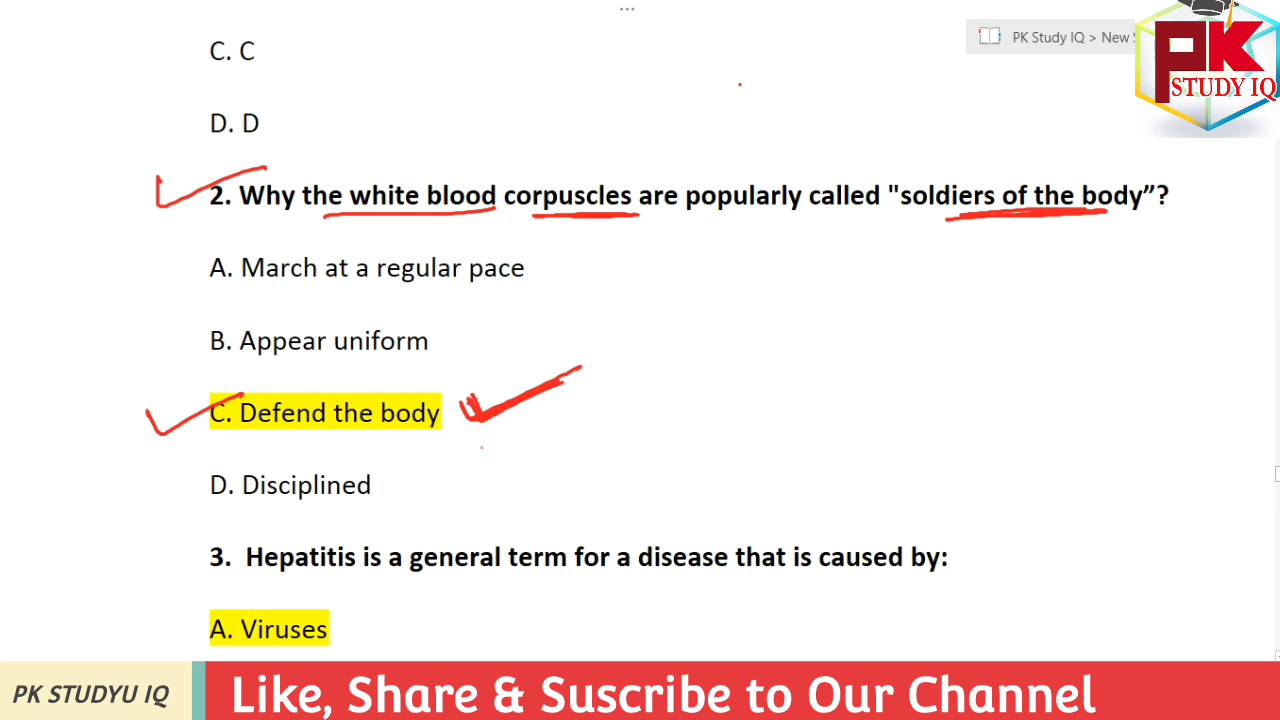 ...
C. C
PK Study IQ > New
PK
STUDY IQ
D. D
2. Why the white blood corpuscles are popularly called "soldiers of the body”?
A. March at a regular pace
B. Appear uniform
C. Defend the body
D. Disciplined
3. Hepatitis is a general term for a disease that is caused by:
A. Viruses
PK STUDYU IQ
Like, Share & Suscribe to Our Channel